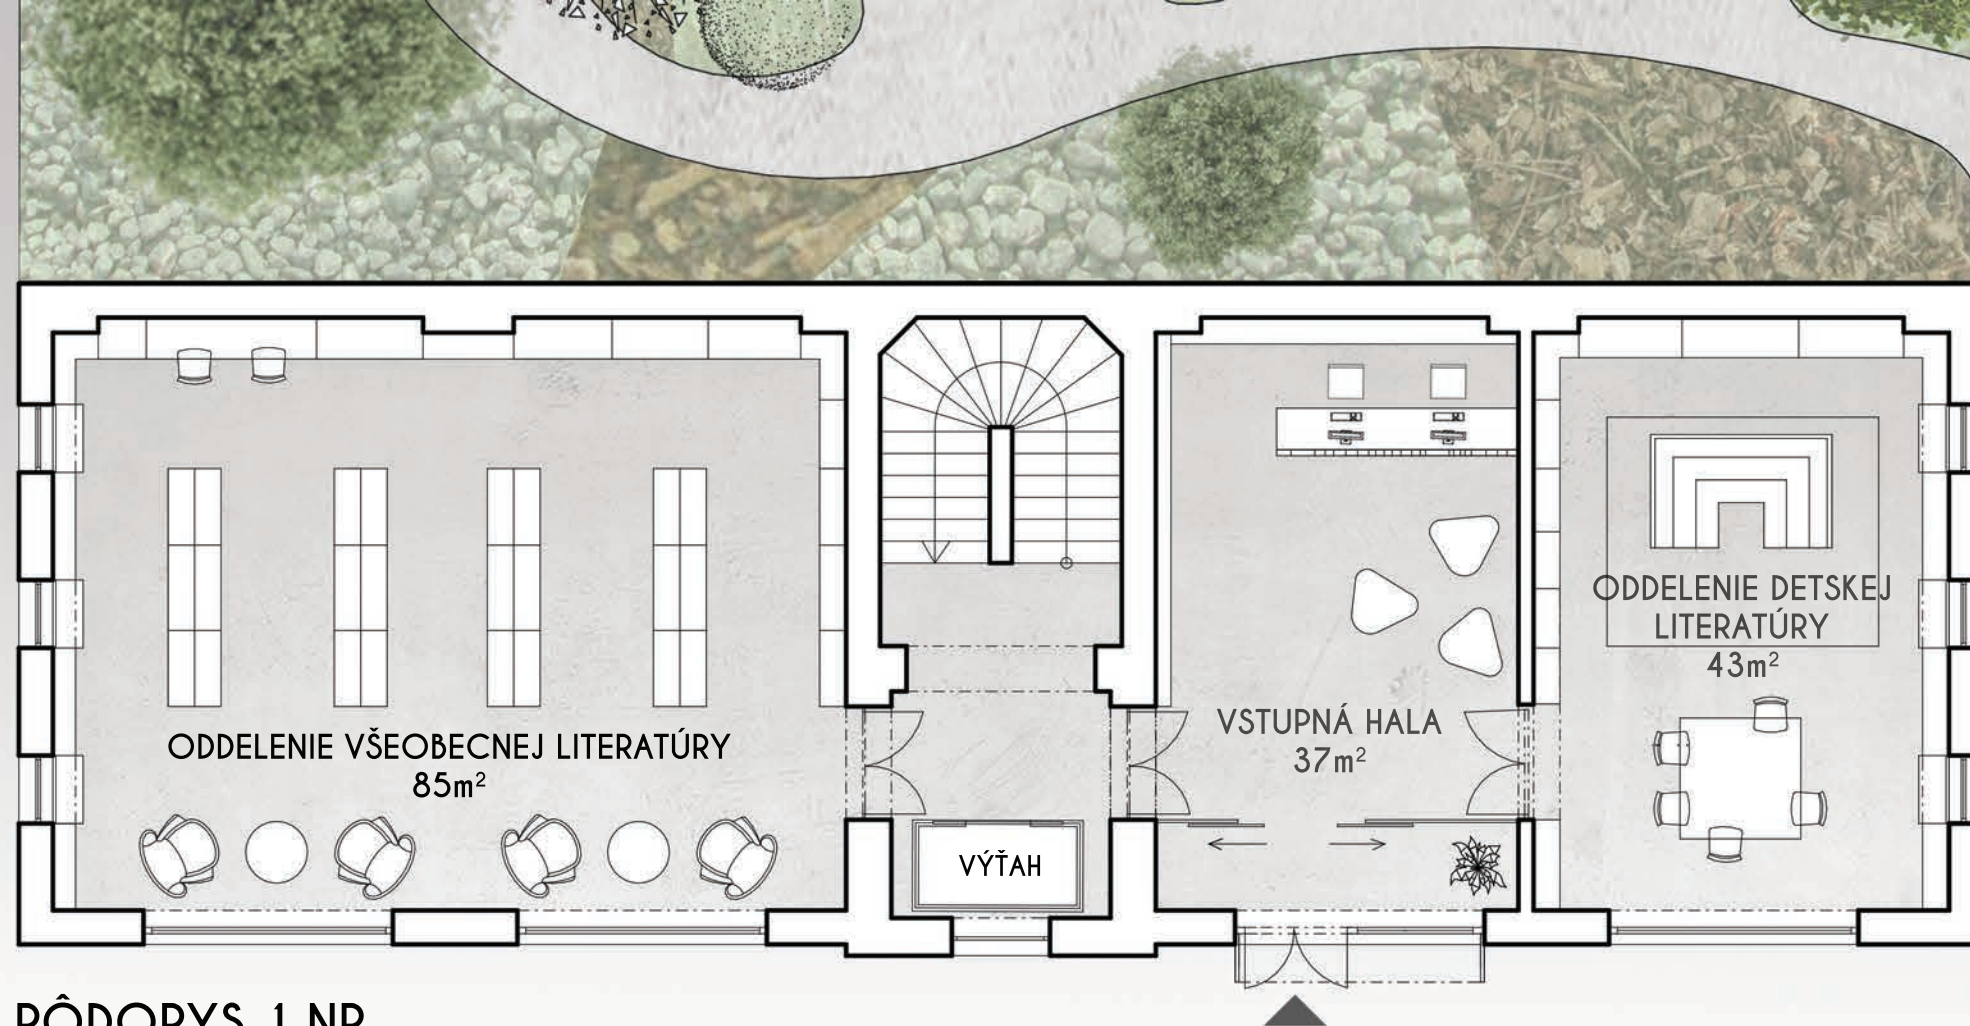 ODDELENIE DETSKEJ
LITERATÚRY
43m²
VSTUPNÁ HALA
37m²
ODDELENIE VŠEOBECNEJ LITERATÚRY
85m²
VÝŤAH
PÔDORYS 1.NP